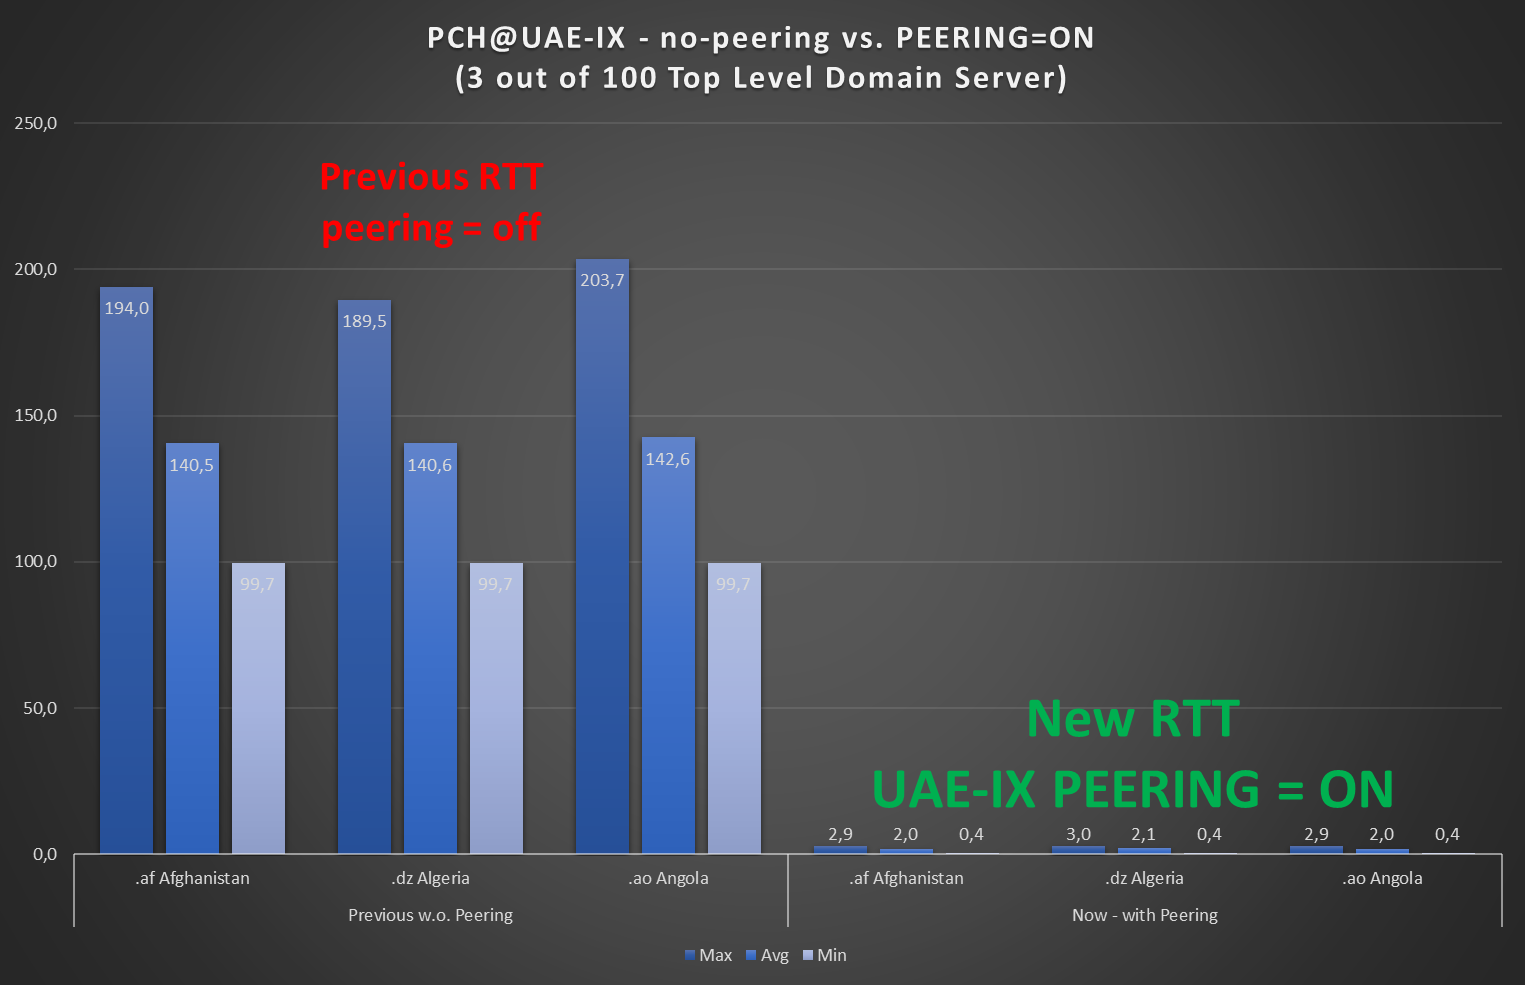 PCH@UAE-IX - no-peering vs. PEERING=ON
(3 out of 100 Top Level Domain Server)
250,0
200,0
150,0
100,0
50,0
0,0
Previous RTT
peering = off
194,0
140,5
99,7
189,5
140,6
99,7
203,7
142,6
99,7
New RTT
UAE-IX PEERING = ON
2,9
2,0
0,4
3,0
2,1
0,4
2,9
2,0
0,4
.af Afghanistan
.dz Algeria
.ao Angola
.af Afghanistan
.dz Algeria
.ao Angola
Previous w.o. Peering
Now - with Peering
Max
Avg
Min